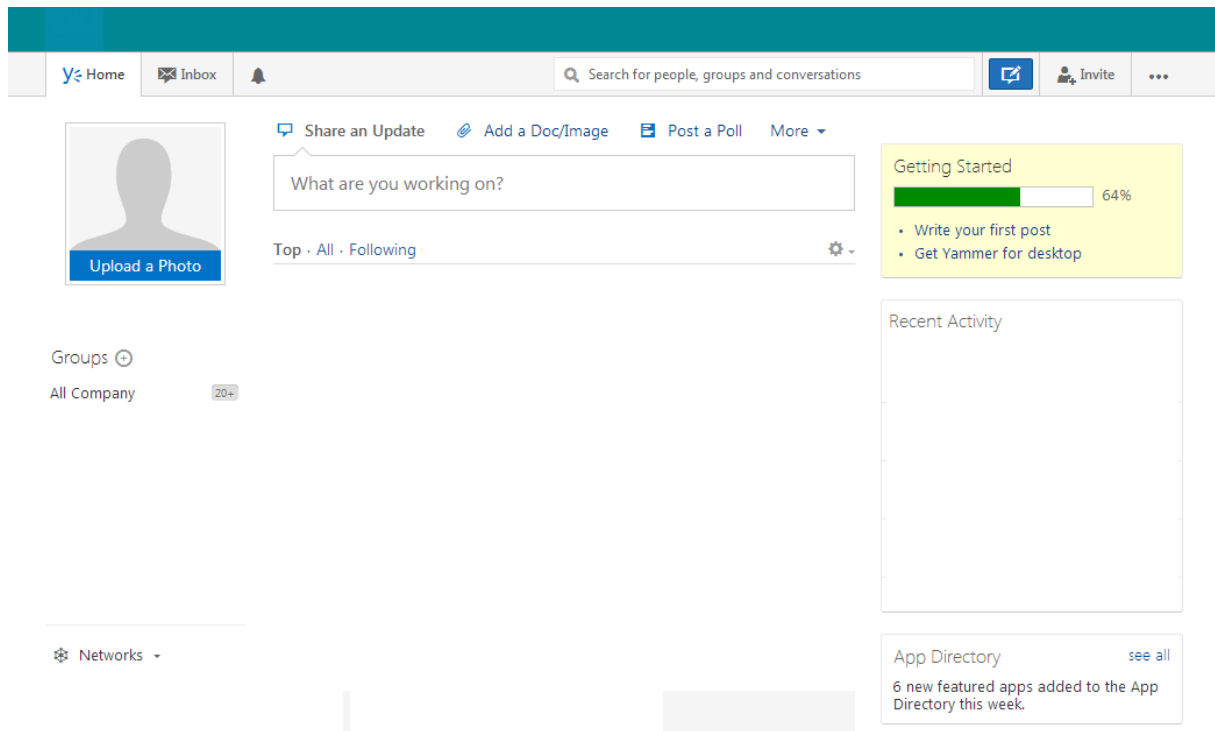 Home
Inbox
Search for people, groups and conversations
Invite
Upload a Photo
Groups
All Company 20+
Networks
Share an Update Add a Doc/Image Post a Poll More
What are you working on?
Top · All · Following
Getting Started
64%
• Write your first post
• Get Yammer for desktop
Recent Activity
App Directory see all
6 new featured apps added to the App
Directory this week.